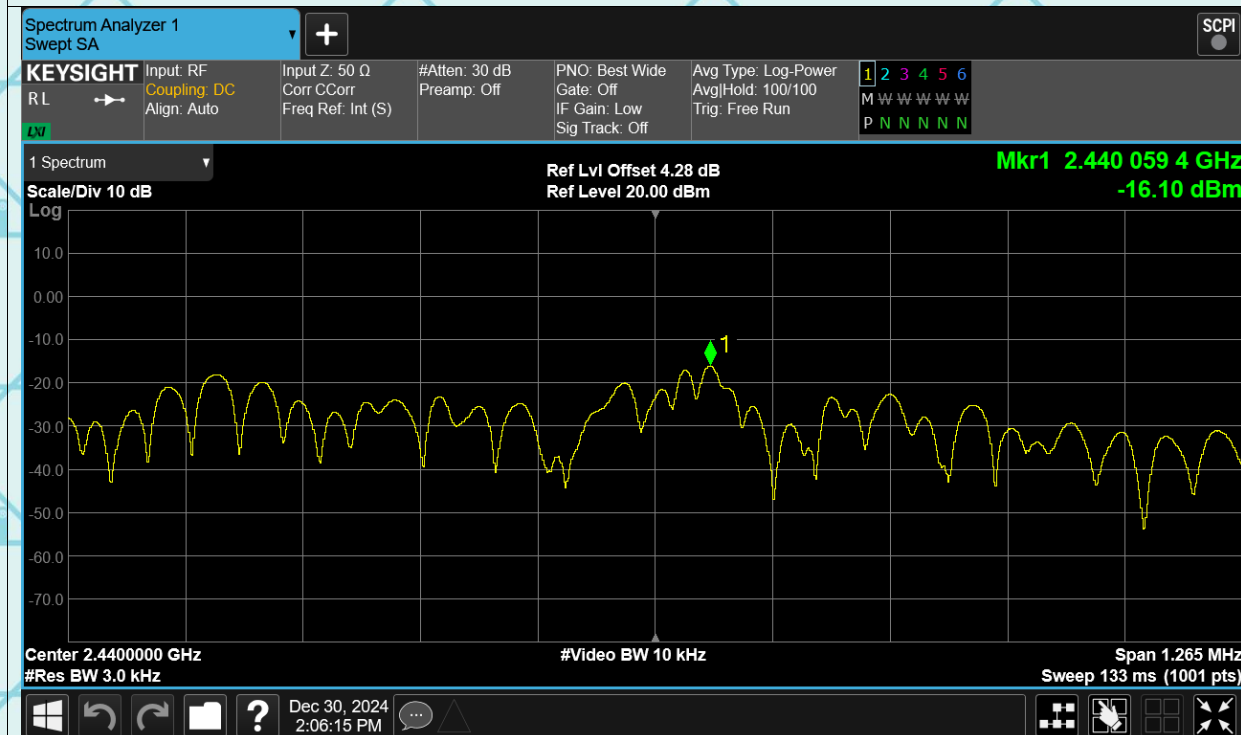 Spectrum Analyzer 1
Swept SA
+
SCPI
KEYSIGHT
RL
LXI
Input: RF
Coupling: DC
Align: Auto
Input Z: 50 Ω
Corr CCorr
Freq Ref: Int (S)
#Atten: 30 dB
Preamp: Off
PNO: Best Wide
Gate: Off
IF Gain: Low
Sig Track: Off
Avg Type: Log-Power
Avg|Hold: 100/100
Trig: Free Run
1 2 3 4 5 6
M W W W W W W
P N N N N N N
1 Spectrum
Scale/Div 10 dB
Ref Lvl Offset 4.28 dB
Ref Level 20.00 dBm
Mkr1 2.440 059 4 GHz
-16.10 dBm
Log
10.0
0.00
-10.0
-20.0
-30.0
-40.0
-50.0
-60.0
-70.0
1
Center 2.4400000 GHz
#Res BW 3.0 kHz
#Video BW 10 kHz
Span 1.265 MHz
Sweep 133 ms (1001 pts)
?
Dec 30, 2024
2:06:15 PM